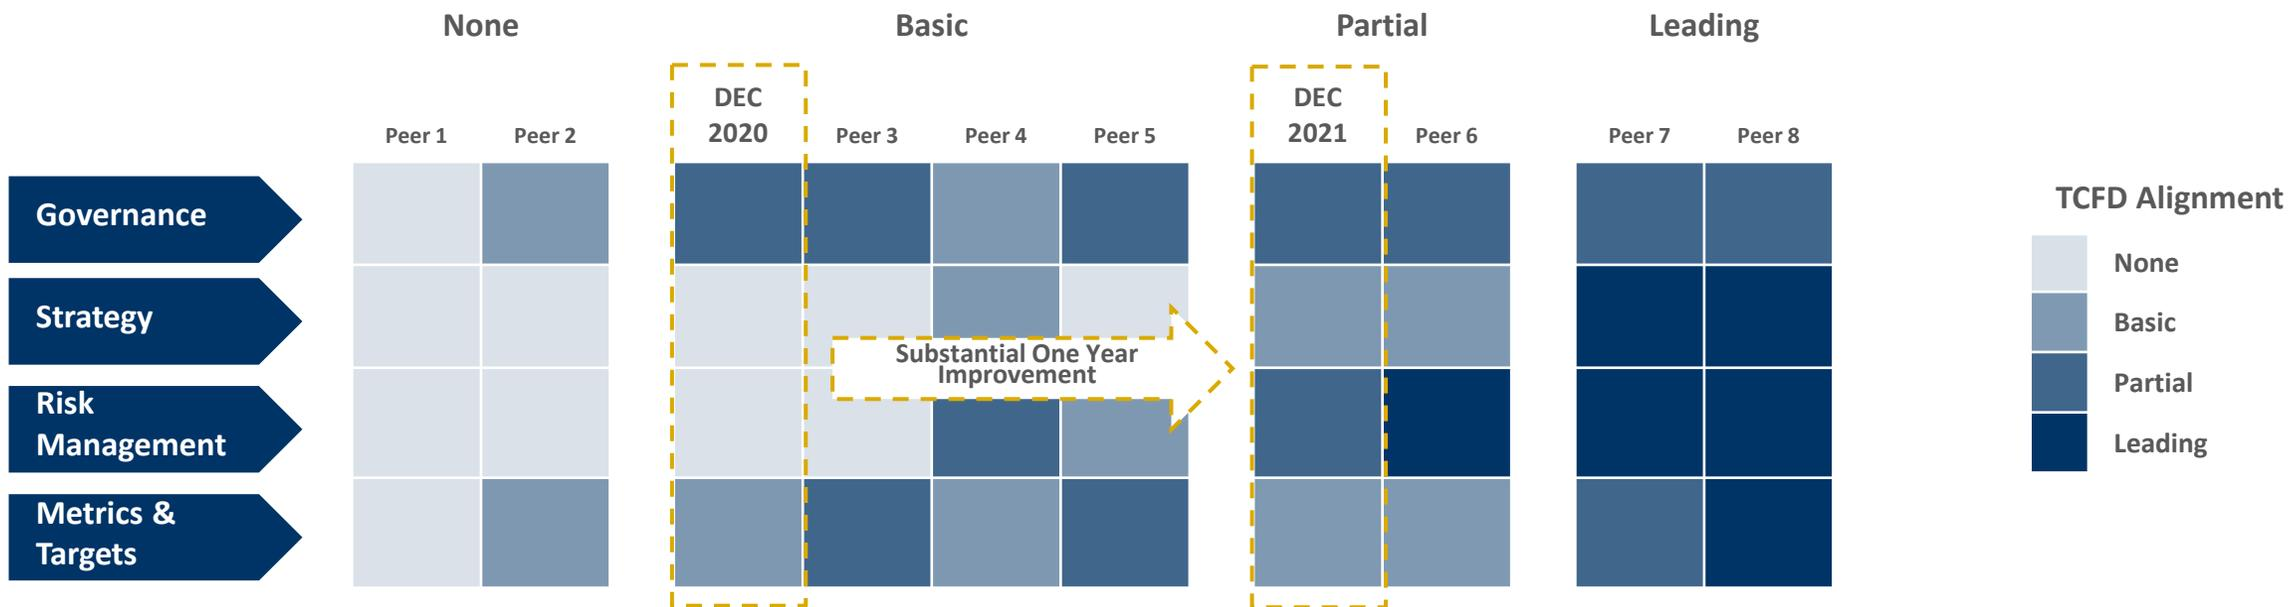 None
Basic
Partial
Leading
DEC
2020
DEC
2021
Peer 1
Peer 2
Peer 3
Peer 4
Peer 5
Peer 6
Peer 7
Peer 8
Governance
Strategy
Risk
Management
Metrics &
Targets
Substantial One Year
Improvement
TCFD Alignment
None
Basic
Partial
Leading